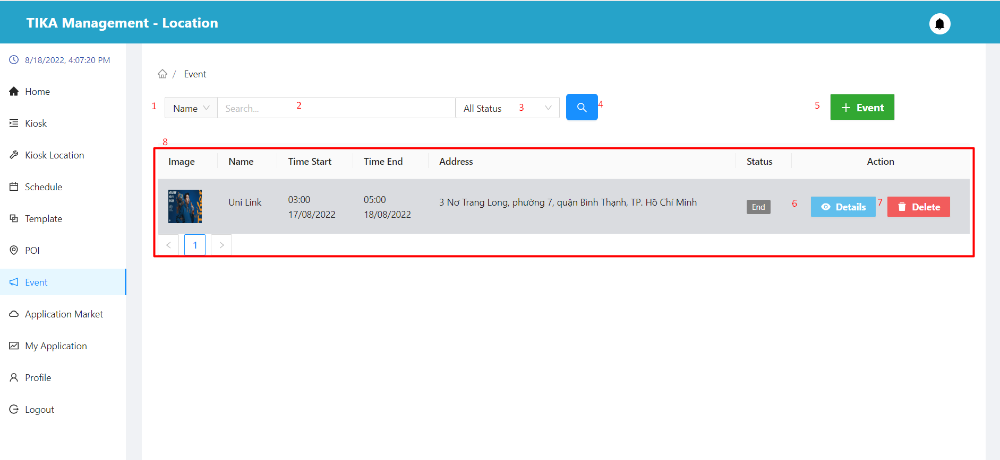 TIKA Management - Location
8/18/2022, 4:07:20 PM
Home
Kiosk
Kiosk Location
Schedule
Template
POI
Event
Application Market
My Application
Profile
Logout
/ Event
1 Name Search... 2 All Status 3 4 5 + Event
8
Image Name Time Start Time End Address Status Action
YEAR OF
YOUR
TIGER
Uni Link 03:00 17/08/2022 05:00 18/08/2022 3 Nơ Trang Long, phường 7, quận Bình Thạnh, TP. Hồ Chí Minh End 6 Details 7 Delete
< 1 >